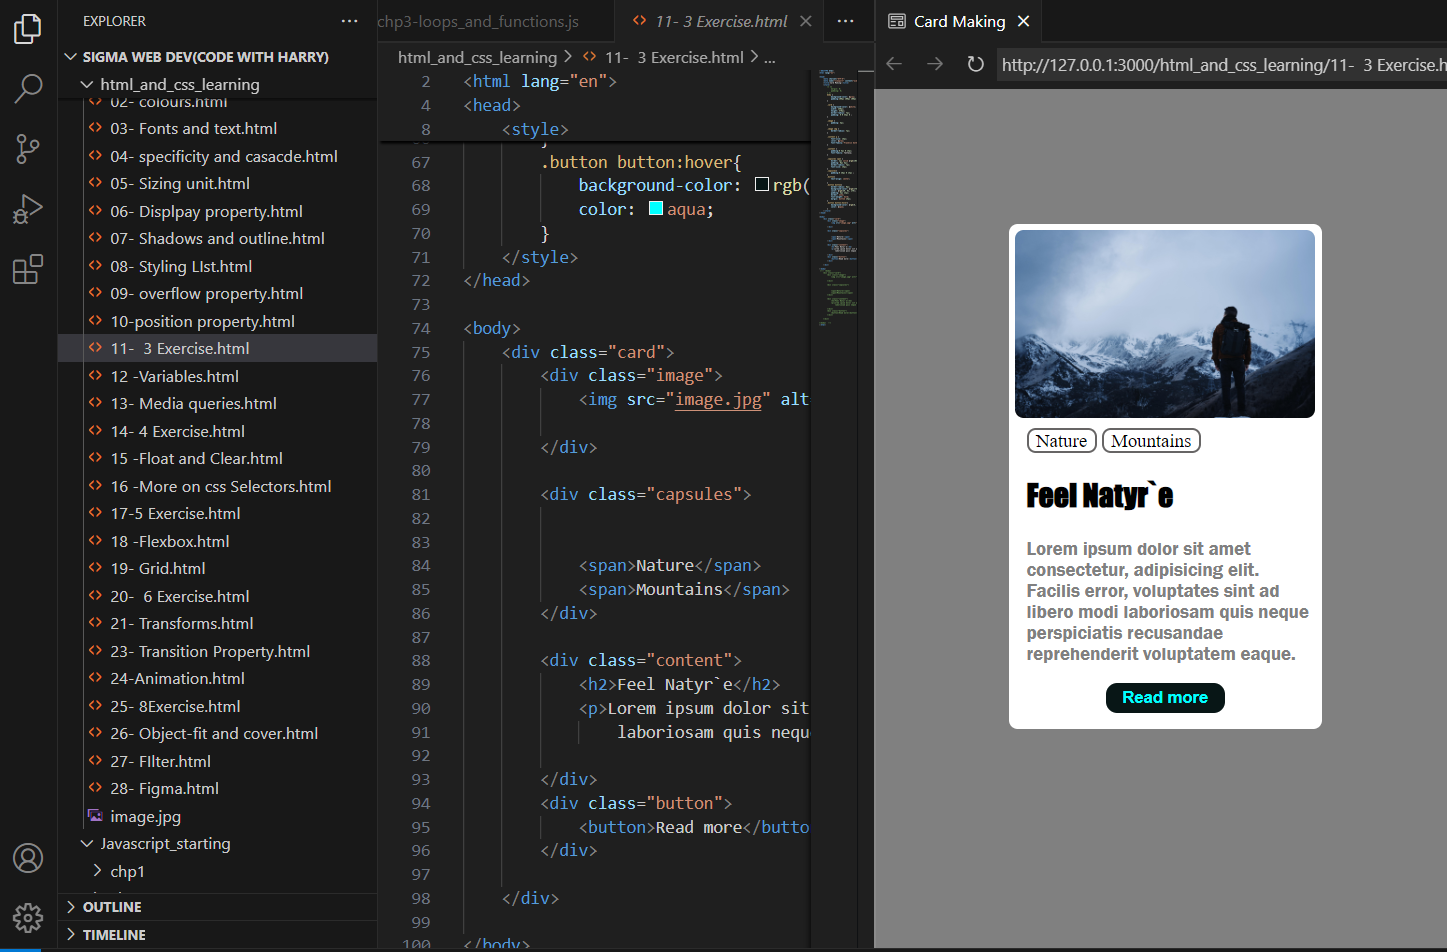 EXPLORER
SIGMA WEB DEV(CODE WITH HARRY)
html_and_css_learning
02- colours.html
03- Fonts and text.html
04- specificity and casacde.html
05- Sizing unit.html
06- Displpay property.html
07- Shadows and outline.html
08- Styling LIst.html
09- overflow property.html
10-position property.html
11-  3 Exercise.html
12 -Variables.html
13- Media queries.html
14- 4 Exercise.html
15 -Float and Clear.html
16 -More on css Selectors.html
17-5 Exercise.html
18 -Flexbox.html
19- Grid.html
20-  6 Exercise.html
21- Transforms.html
23- Transition Property.html
24-Animation.html
25- 8Exercise.html
26- Object-fit and cover.html
27- FIlter.html
28- Figma.html
image.jpg
Javascript_starting
chp1
OUTLINE
TIMELINE
chp3-loops_and_functions.js
11- 3 Exercise.html
html_and_css_learning > 11-  3 Exercise.html > ...
2 <html lang="en">
4 <head>
8 <style>
67 .button button:hover{
68 background-color: rgb(
69 color: aqua;
70 }
71 </style>
72 </head>
73
74 <body>
75 <div class="card">
76 <div class="image">
77 <img src="image.jpg" alt
78
79 </div>
80
81 <div class="capsules">
82
83
84 <span>Nature</span>
85 <span>Mountains</span>
86 </div>
87
88 <div class="content">
89 <h2>Feel Natyr`e</h2>
90 <p>Lorem ipsum dolor sit
91 laboriosam quis nequ
92
93 </div>
94 <div class="button">
95 <button>Read more</butto
96 </div>
97
98 </div>
99
100 </body>
Card Making
http://127.0.0.1:3000/html_and_css_learning/11-  3 Exercise.h
Nature Mountains
Feel Natyr`e
Lorem ipsum dolor sit amet
consectetur, adipisicing elit.
Facilis error, voluptates sint ad
libero modi laboriosam quis neque
perspiciatis recusandae
reprehenderit voluptatem eaque.
Read more